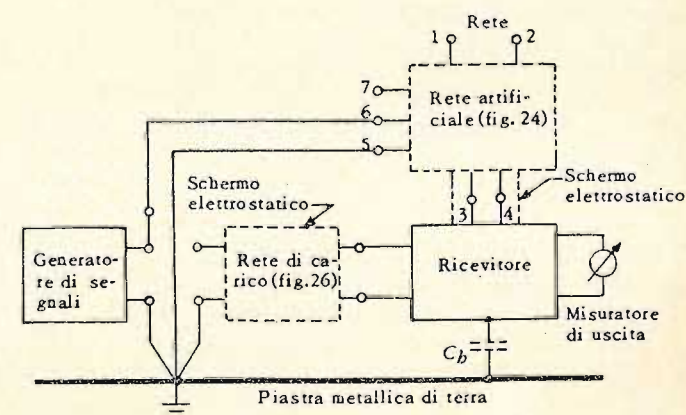 Rete
1 2
7
6
5
Rete artifi-
ciale (fig. 24)
Schermo
elettrostatico
3 4
Schermo
elettrostatico
Generato-
re di se-
gnali
Rete di ca-
rico (fig.26)
Ricevitore
Misuratore
di uscita
Ch
Piastra metallica di terra